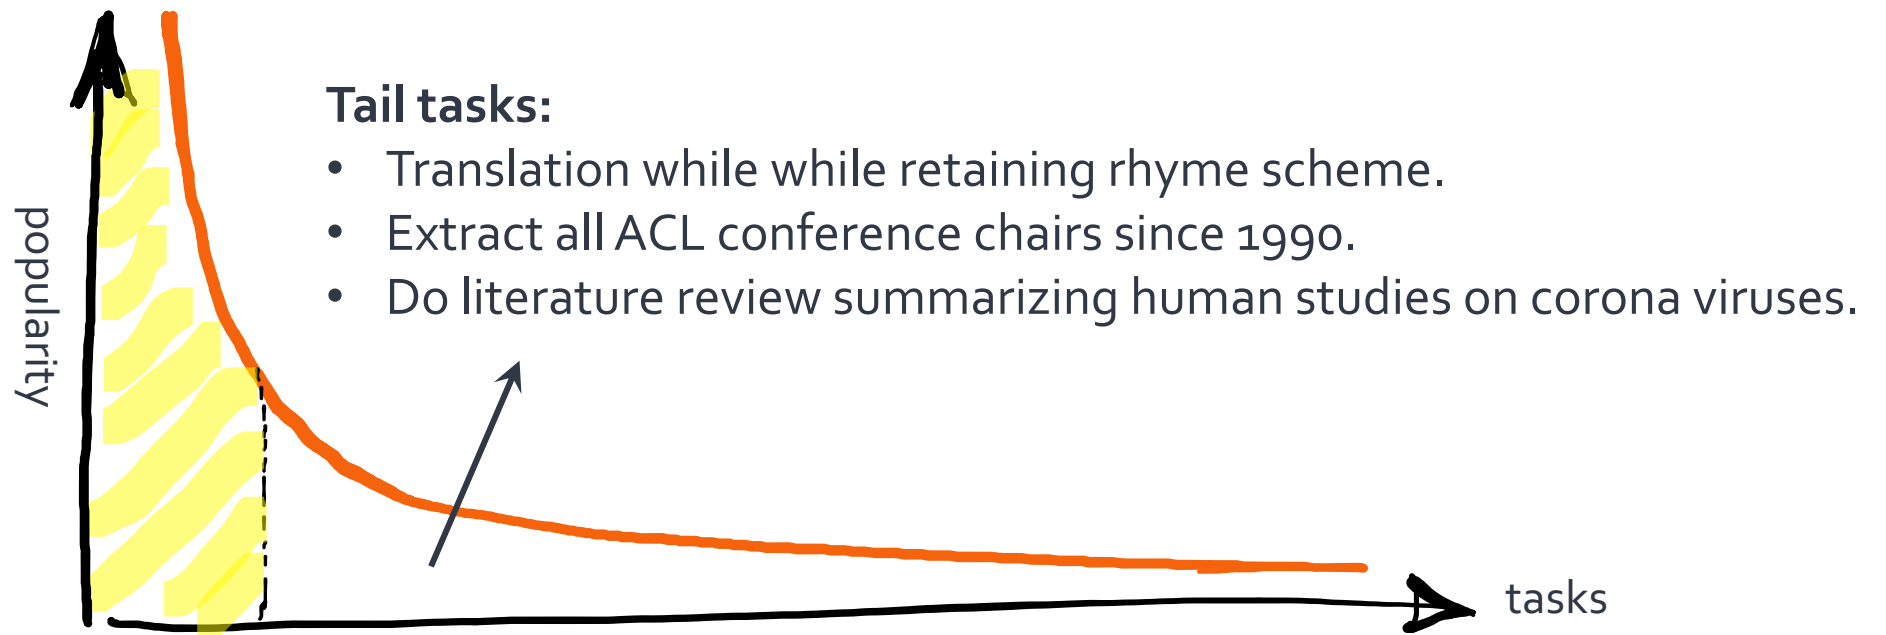 Tail tasks:
• Translation while while retaining rhyme scheme.
• Extract all ACL conference chairs since 1990.
• Do literature review summarizing human studies on corona viruses.
popularity
tasks